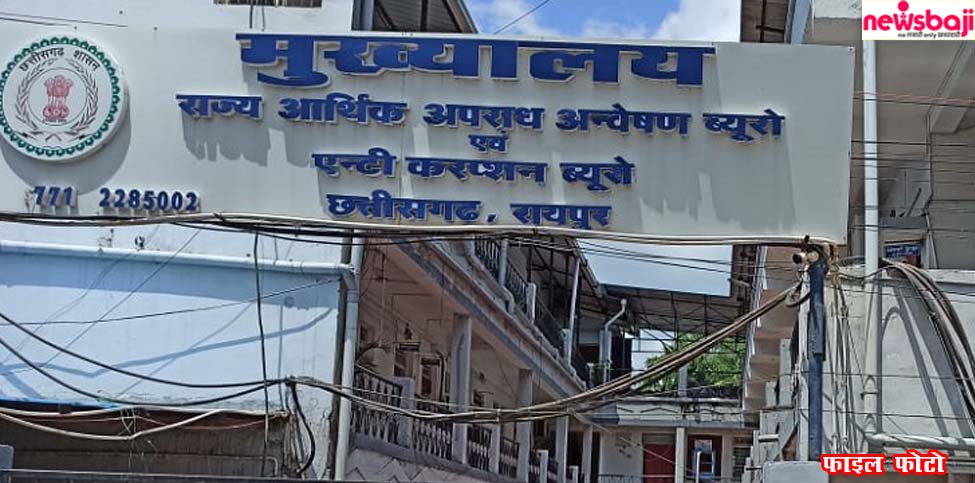 newsbaji
मुख्यालय
छत्तीसगढ़ शासन
राज्य आर्थिक अपराध अन्वेषण ब्यूरो
एवं
एन्टी करप्शन ब्यूरो
771 2285002
छत्तीसगढ, रायपुर
फाइल फोटो